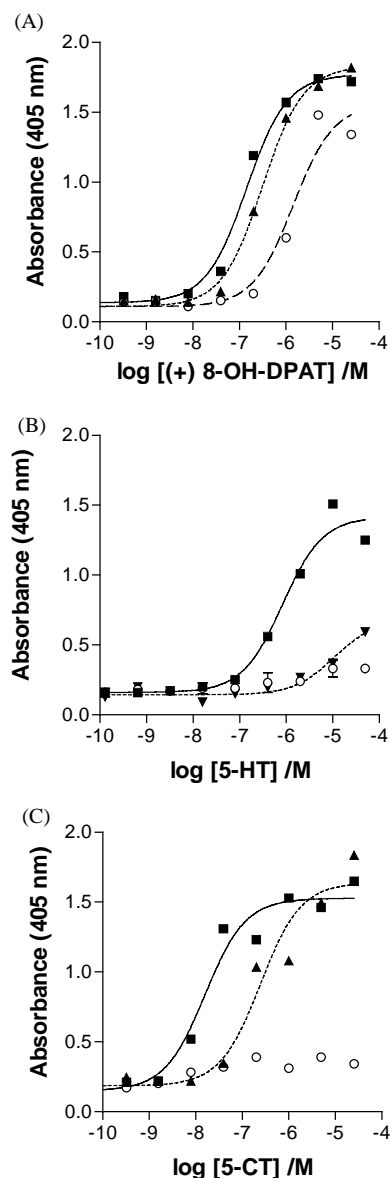 (A)
2.0
1.5
1.0
0.5
0.0
Absorbance (405 nm)
-10 -9 -8 -7 -6 -5 -4
log [(+) 8-OH-DPAT] /M
(B)
2.0
1.5
1.0
0.5
0.0
Absorbance (405 nm)
-10 -9 -8 -7 -6 -5 -4
log [5-HT] /M
(C)
2.0
1.5
1.0
0.5
0.0
Absorbance (405 nm)
-10 -9 -8 -7 -6 -5 -4
log [5-CT] /M